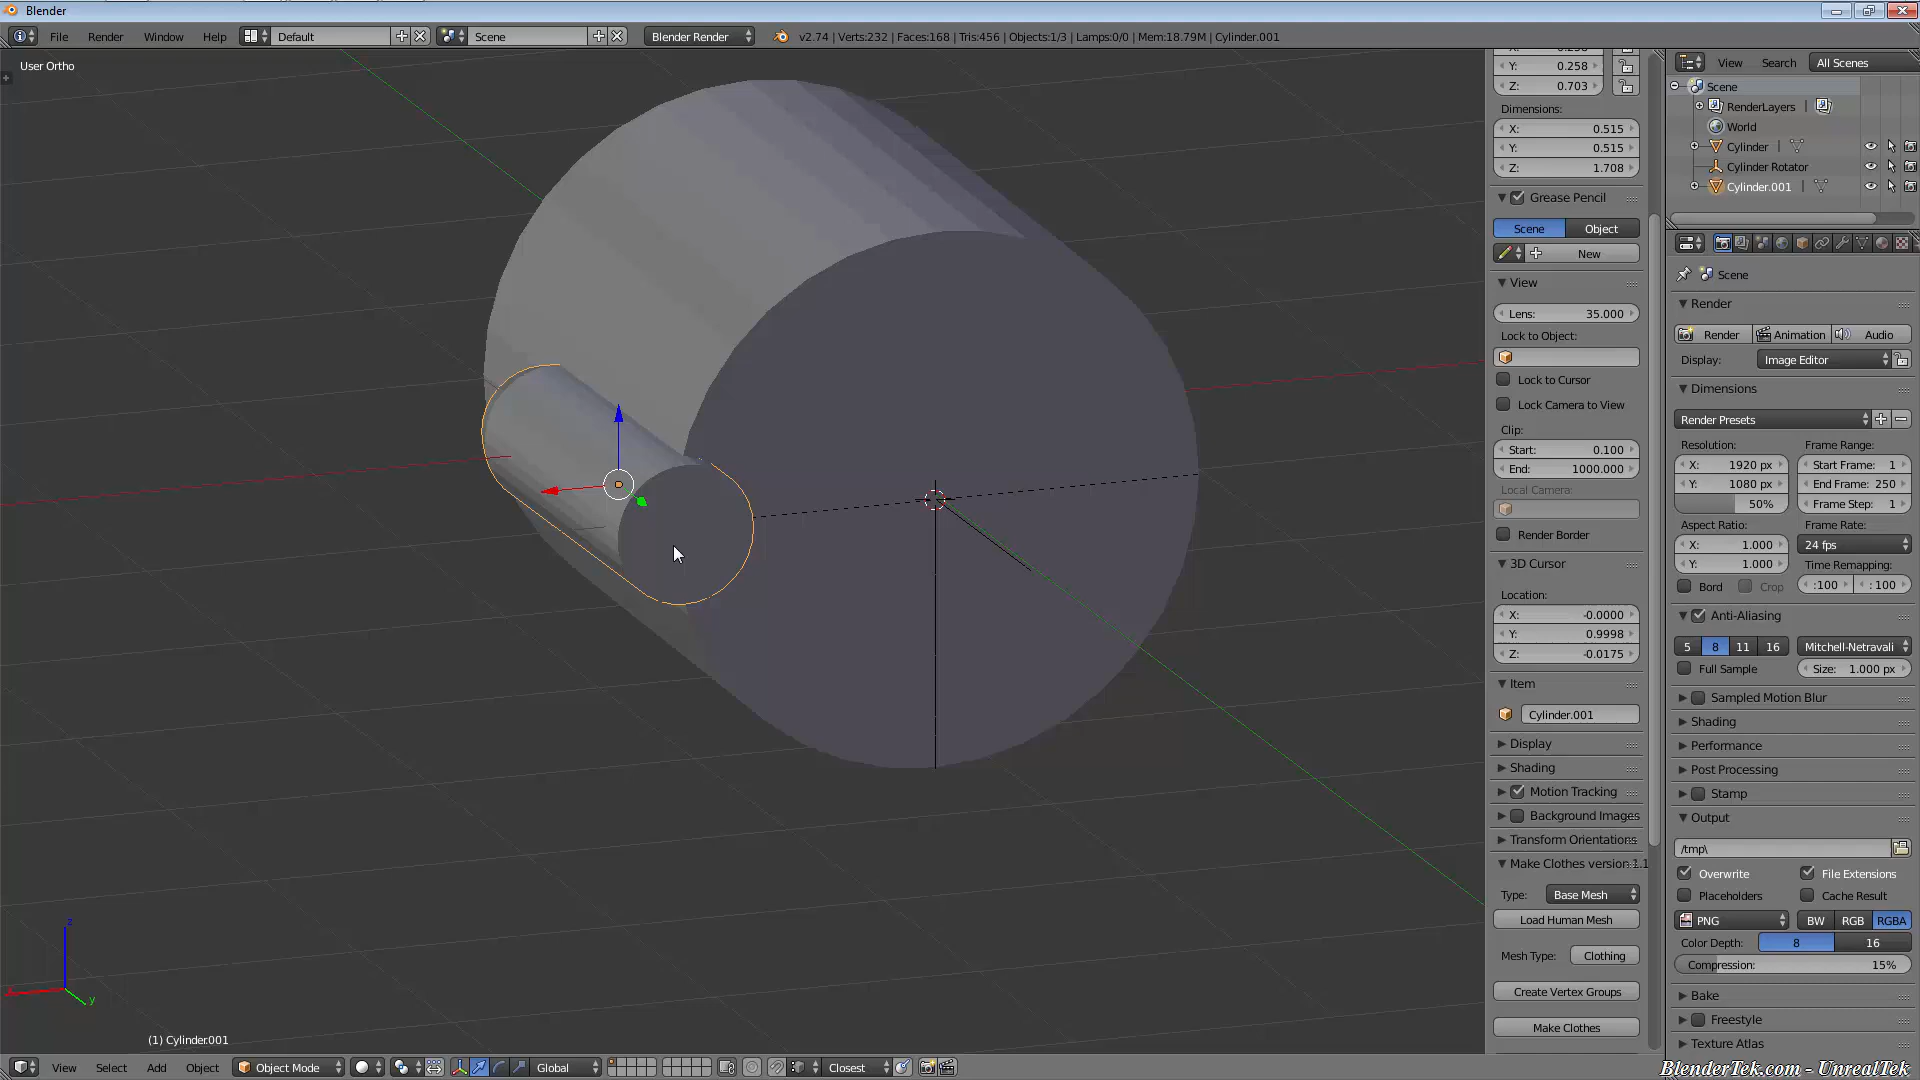 Blender
File Render Window Help Default Scene Blender Render v2.74 | Verts:232 | Faces:168 | Tris:456 | Objects:1/3 | Lamps:0/0 | Mem:18.79M | Cylinder.001
User Ortho
Y: 0.258
Z: 0.703
Dimensions:
X: 0.515
Y: 0.515
Z: 1.708
Grease Pencil
Scene Object
New
View
Lens: 35.000
Lock to Object:
Lock to Cursor
Lock Camera to View
Clip:
Start: 0.100
End: 1000.000
Local Camera:
Render Border
3D Cursor
Location:
X: -0.0000
Y: 0.9998
Z: -0.0175
Item
Cylinder.001
Display
Shading
Motion Tracking
Background Images
Transform Orientations
Make Clothes version 1.1
Type: Base Mesh
Load Human Mesh
Mesh Type: Clothing
Create Vertex Groups
Make Clothes
View Search All Scenes
Scene
RenderLayers
World
Cylinder
Cylinder Rotator
Cylinder.001
Scene
Render
Render Animation Audio
Display: Image Editor
Dimensions
Render Presets
Resolution: Frame Range:
X: 1920 px Start Frame: 1
Y: 1080 px End Frame: 250
50% Frame Step: 1
Aspect Ratio: Frame Rate:
X: 1.000 24 fps
Y: 1.000 Time Remapping:
Bord Crop :100 : 100
Anti-Aliasing
5 8 11 16 Mitchell-Netravali
Full Sample Size: 1.000 px
Sampled Motion Blur
Shading
Performance
Post Processing
Stamp
Output
/tmp\
Overwrite File Extensions
Placeholders Cache Result
PNG BW RGB RGBA
Color Depth: 8 16
Compression: 15%
Bake
Freestyle
Texture Atlas
z
x
y
(1) Cylinder.001
View Select Add Object Object Mode Global Closest
BlenderTek.com - UnrealTek